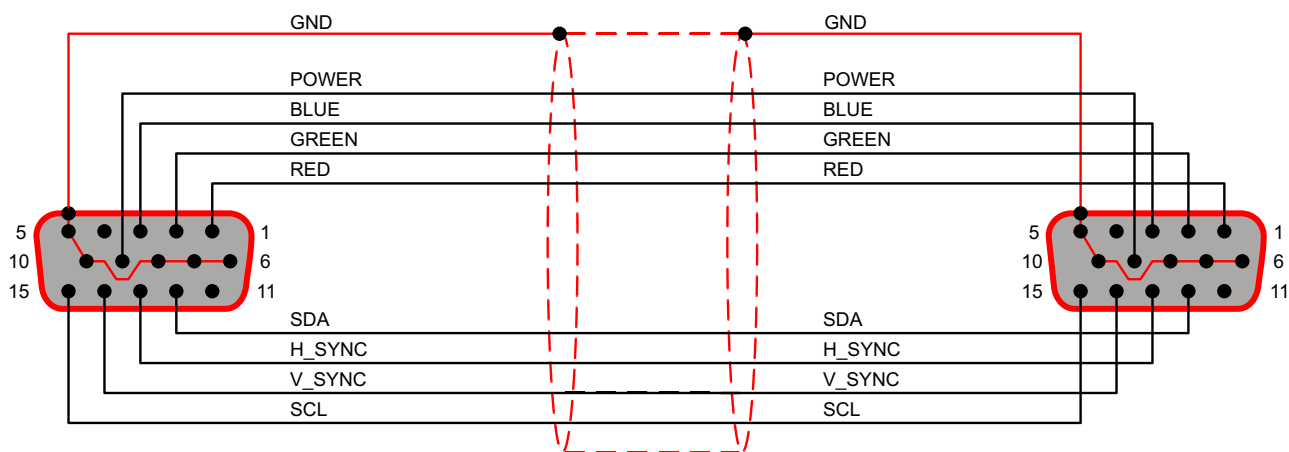 GND GND
POWER POWER
BLUE BLUE
GREEN GREEN
RED RED
5 1 5 1
10 6 10 6
15 11 15 11
SDA SDA
H_SYNC H_SYNC
V_SYNC V_SYNC
SCL SCL